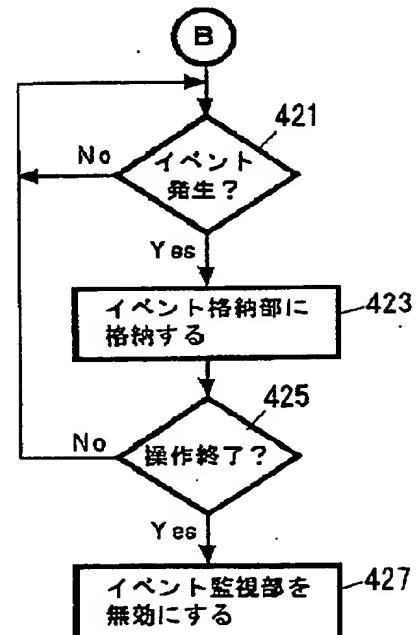 B
421
No
イベント
発生?
Yes
イベント格納部に
格納する
423
425
No
操作終了?
Yes
イベント監視部を
無効にする
427